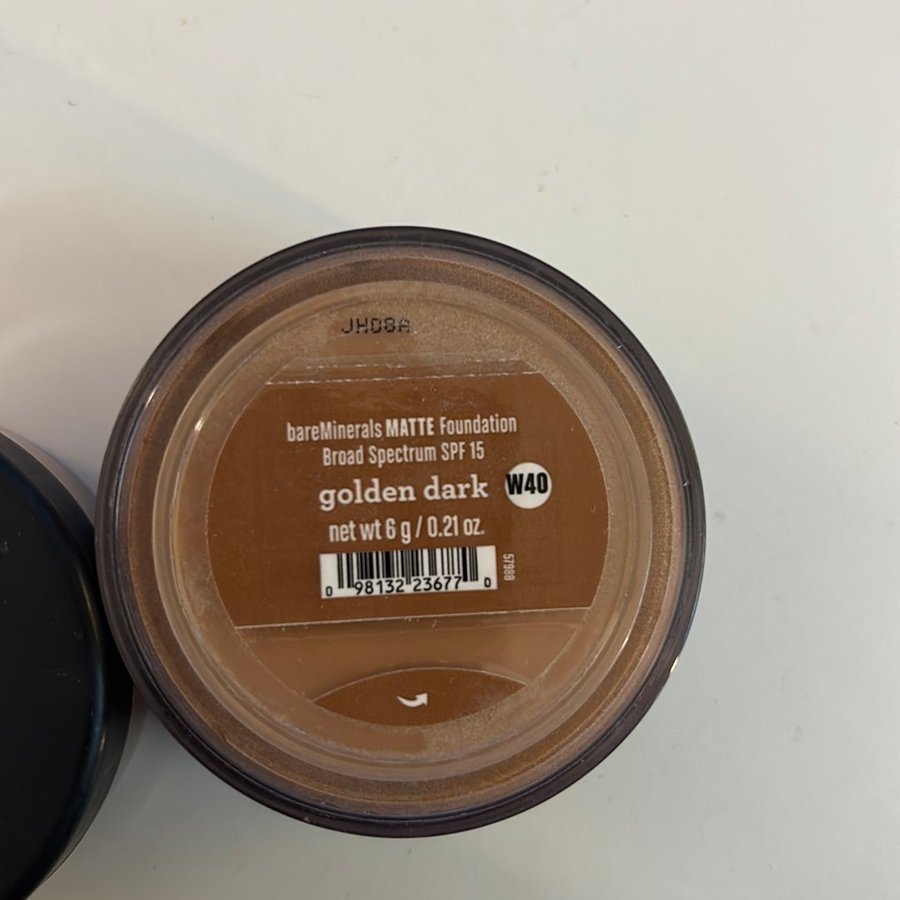 JH08A
bareMinerals MATTE Foundation
Broad Spectrum SPF 15
golden dark W40
net wt 6 g / 0.21 oz.
57988
0 98132 23677 0